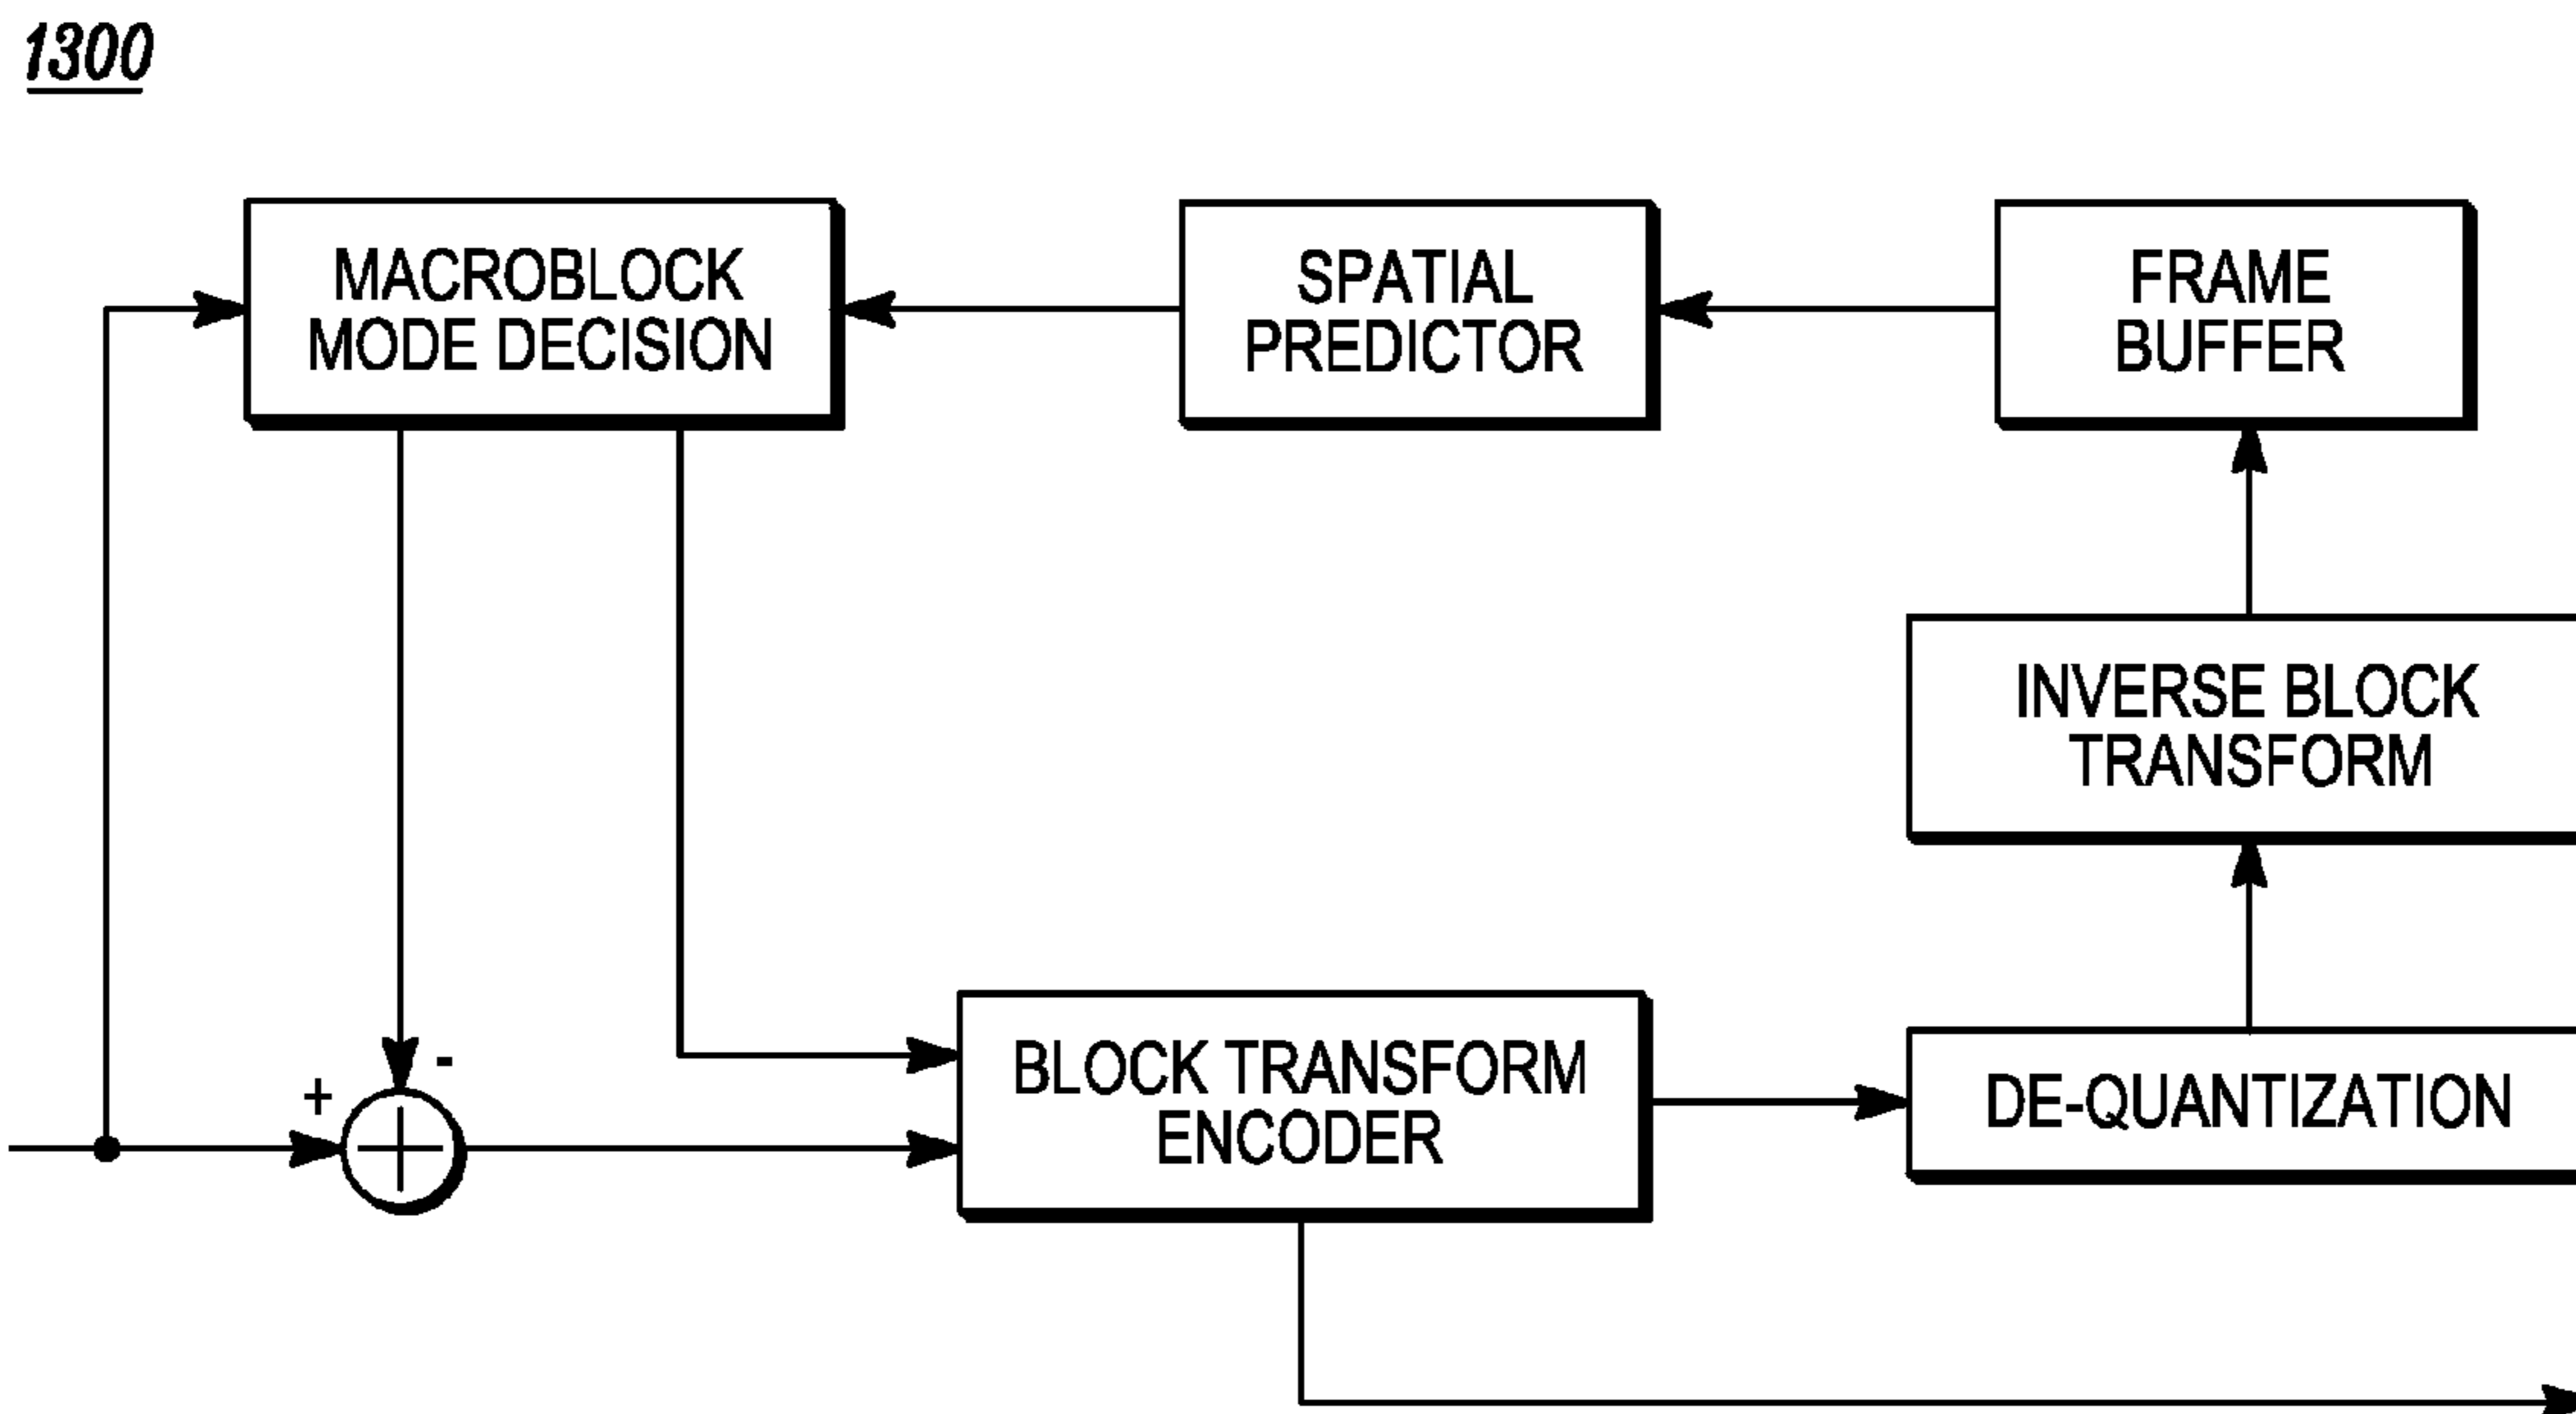 1300
MACROBLOCK
MODE DECISION
SPATIAL
PREDICTOR
FRAME
BUFFER
INVERSE BLOCK
TRANSFORM
-
+
BLOCK TRANSFORM
ENCODER
DE-QUANTIZATION